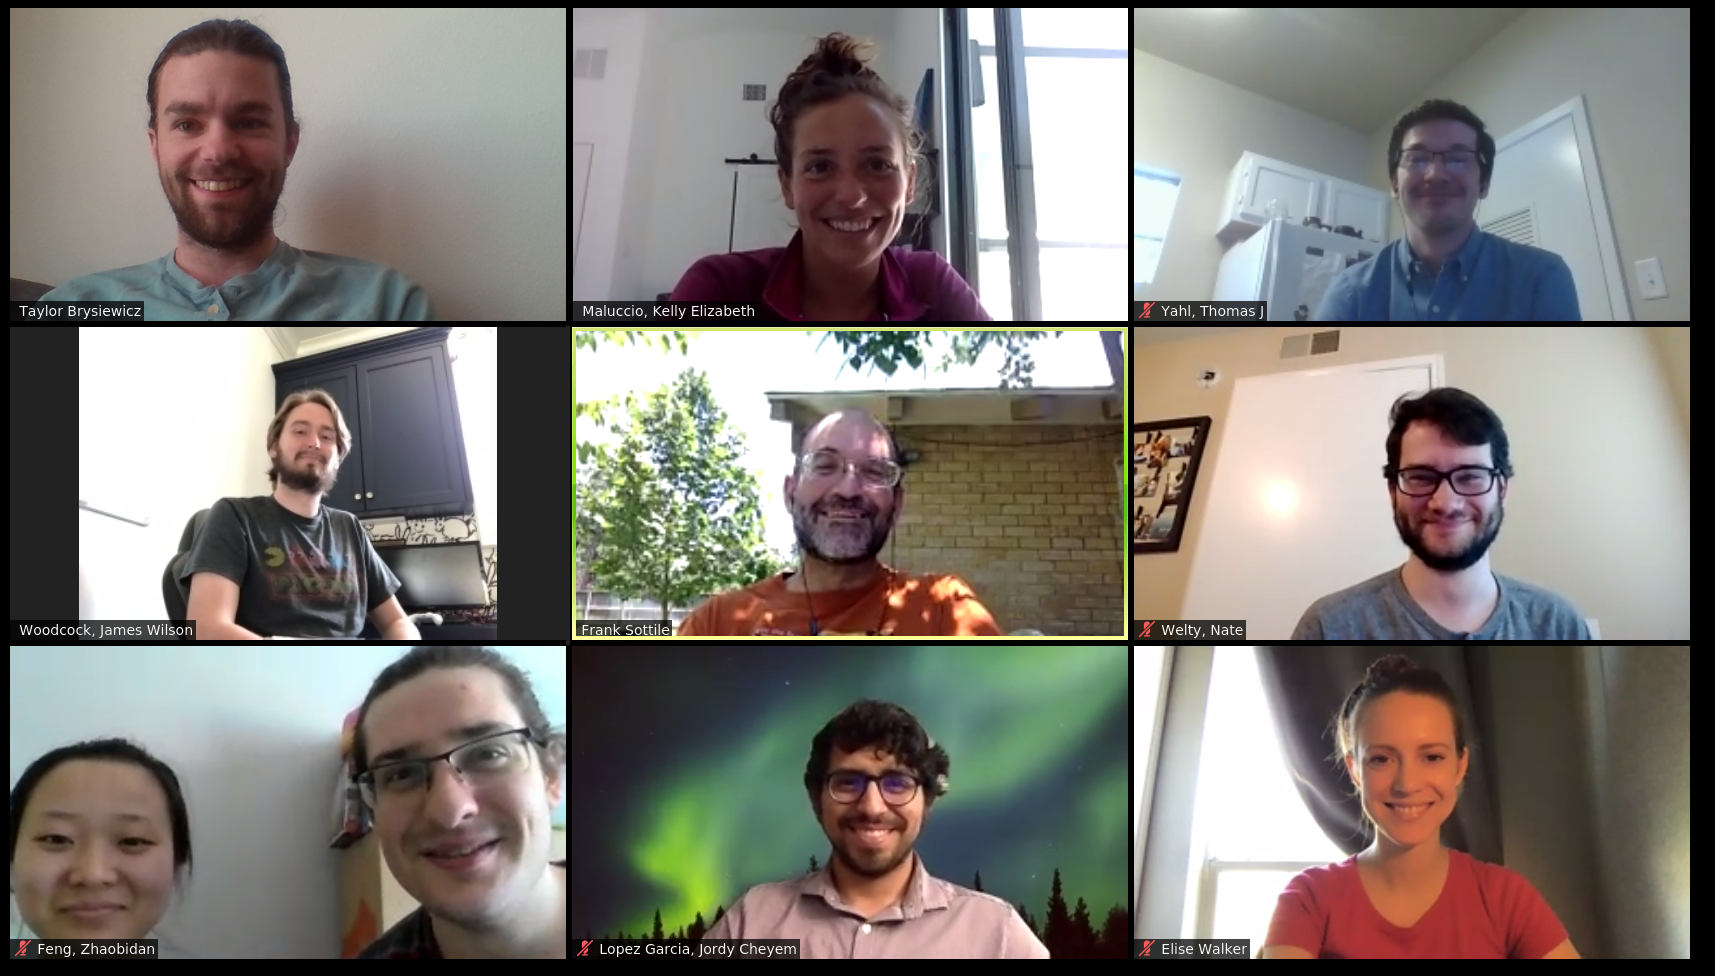 Taylor Brysiewicz
Maluccio, Kelly Elizabeth
Yahl, Thomas J
Woodcock, James Wilson
Frank Sottile
Welty, Nate
Feng, Zhaobidan
Lopez Garcia, Jordy Cheyem
Elise Walker